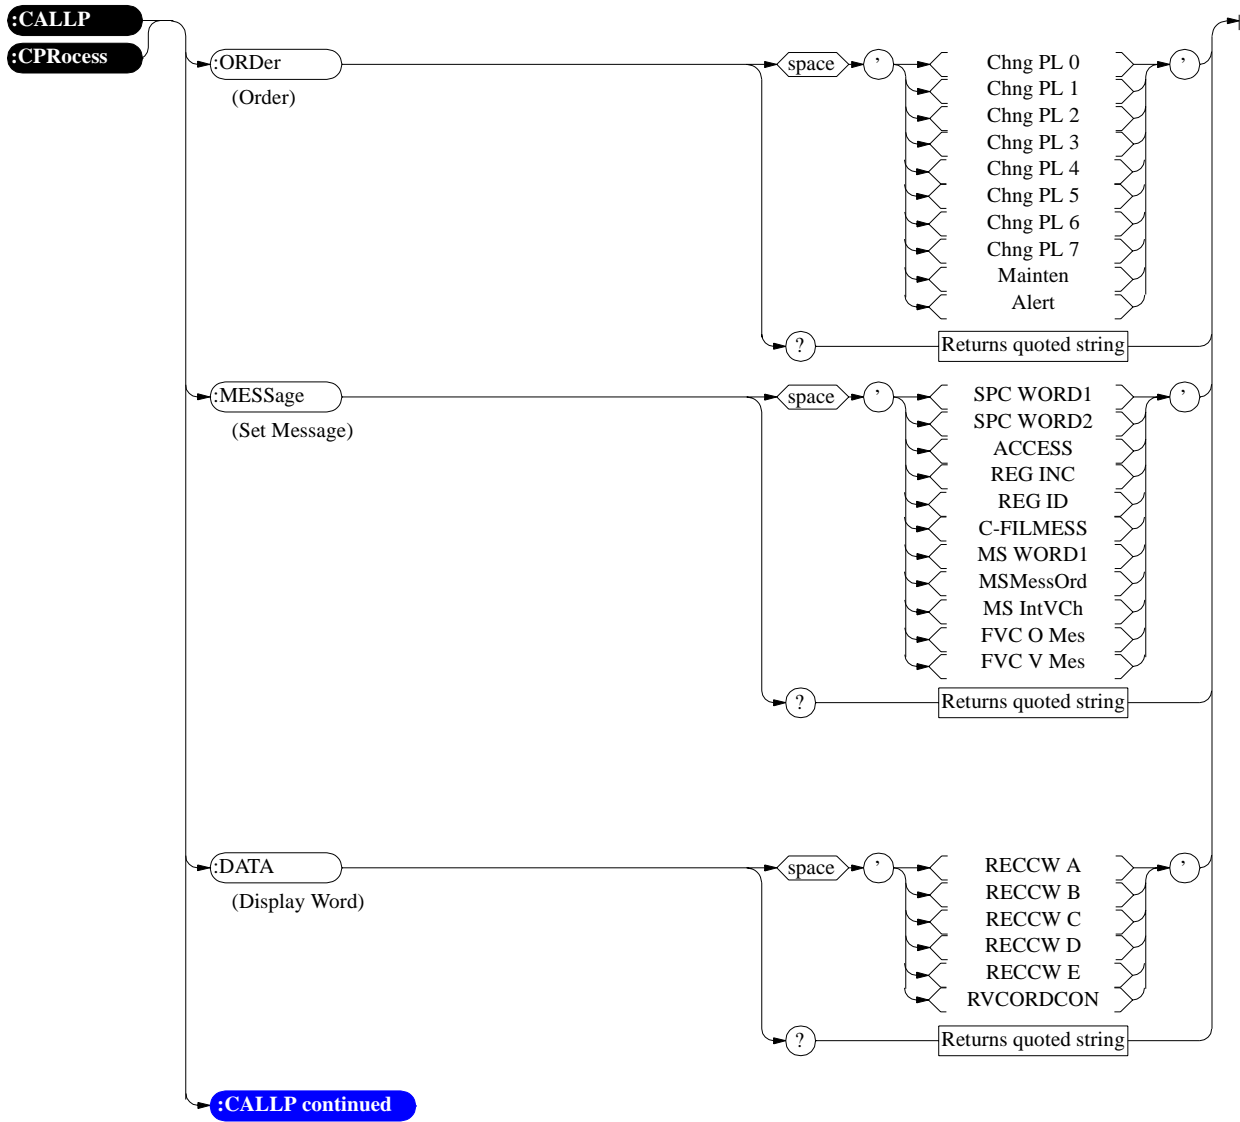 :CALLP
:CPRocess
:ORDer
(Order)
space
'
Chng PL 0
'
Chng PL 1
Chng PL 2
Chng PL 3
Chng PL 4
Chng PL 5
Chng PL 6
Chng PL 7
Mainten
Alert
?
Returns quoted string
:MESSage
(Set Message)
space
'
SPC WORD1
'
SPC WORD2
ACCESS
REG INC
REG ID
C-FILMESS
MS WORD1
MSMessOrd
MS IntVCh
FVC O Mes
FVC V Mes
?
Returns quoted string
:DATA
(Display Word)
space
'
RECCW A
'
RECCW B
RECCW C
RECCW D
RECCW E
RVCORDCON
?
Returns quoted string
:CALLP continued